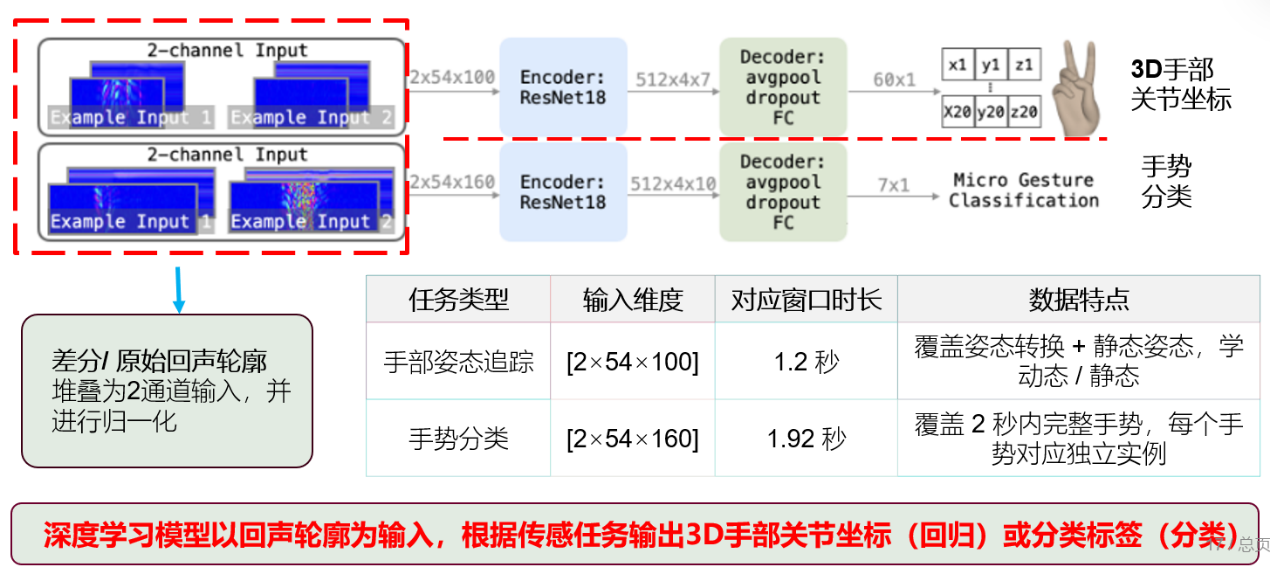 2-channel Input
Example Input 1
Example Input 2
2x54x100
Encoder:
ResNet18
512x4x7
Decoder:
avgpool
dropout
FC
60x1
x1 y1 z1
⋮
X20 y20 z20
3D手部
关节坐标
2-channel Input
Example Input 1
Example Input 2
2x54x160
Encoder:
ResNet18
512x4x10
Decoder:
avgpool
dropout
FC
7x1
Micro Gesture
Classification
手势
分类
差分/ 原始回声轮廓
堆叠为2通道输入，并
进行归一化
任务类型 输入维度 对应窗口时长 数据特点
手部姿态追踪 [2×54×100] 1.2 秒 覆盖姿态转换 + 静态姿态，学
动态 / 静态
手势分类 [2×54×160] 1.92 秒 覆盖 2 秒内完整手势，每个手
势对应独立实例
深度学习模型以回声轮廓为输入，根据传感任务输出3D手部关节坐标（回归）或分类标签（分类）
总页